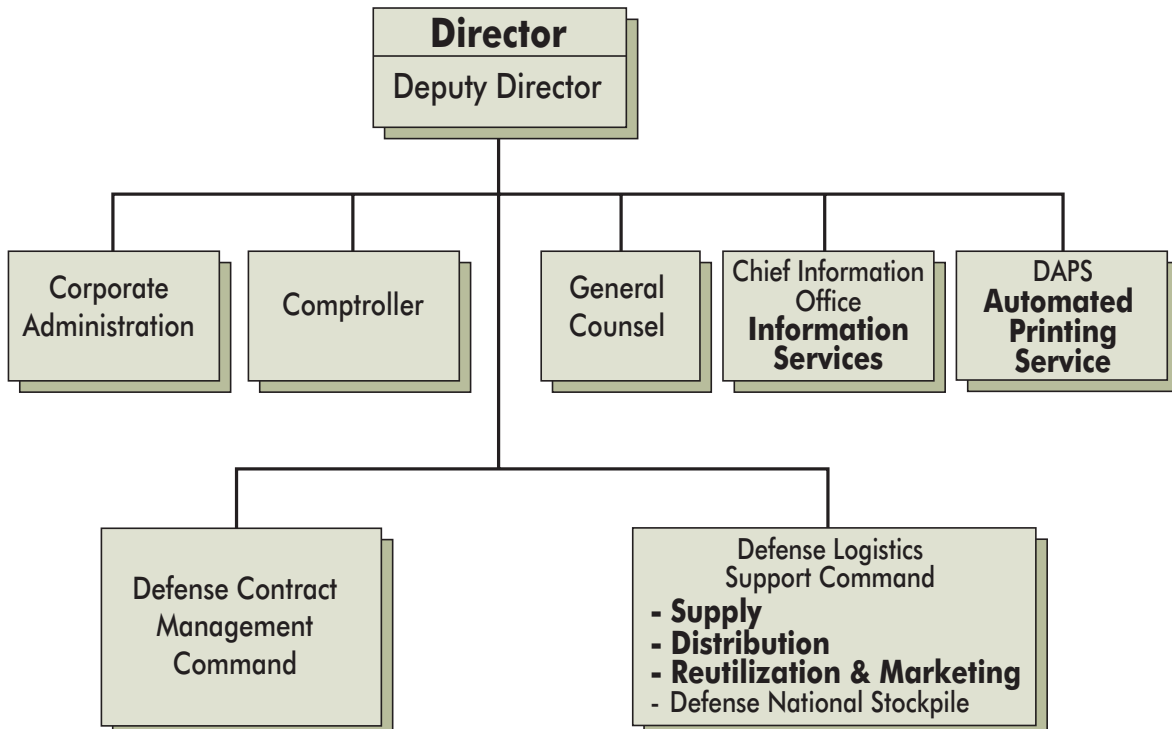 Director
Deputy Director
Corporate
Administration
Comptroller
General
Counsel
Chief Information
Office
Information
Services
DAPS
Automated
Printing
Service
Defense Contract
Management
Command
Defense Logistics
Support Command
- Supply
- Distribution
- Reutilization & Marketing
- Defense National Stockpile